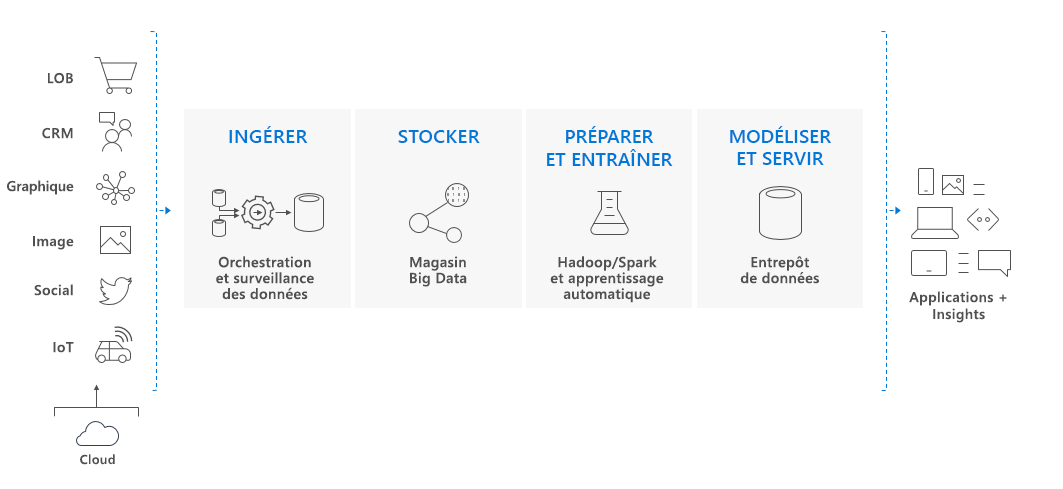 LOB
CRM
Graphique
Image
Social
IoT
Cloud
INGÉRER
Orchestration
et surveillance
des données
STOCKER
Magasin
Big Data
PRÉPARER
ET ENTRAÎNER
Hadoop/Spark
et apprentissage
automatique
MODÉLISER
ET SERVIR
Entrepôt
de données
Applications +
Insights